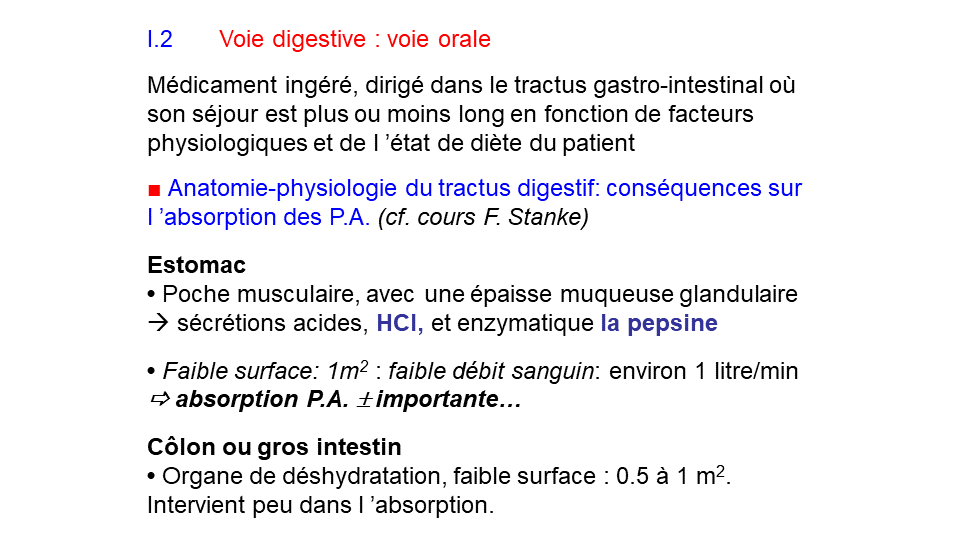 I.2 Voie digestive : voie orale
Médicament ingéré, dirigé dans le tractus gastro-intestinal où
son séjour est plus ou moins long en fonction de facteurs
physiologiques et de l ’état de diète du patient
■ Anatomie-physiologie du tractus digestif: conséquences sur
l ’absorption des P.A. (cf. cours F. Stanke)
Estomac
• Poche musculaire, avec une épaisse muqueuse glandulaire
→ sécrétions acides, HCl, et enzymatique la pepsine
• Faible surface: 1m² : faible débit sanguin: environ 1 litre/min
⇨ absorption P.A. ± importante…
Côlon ou gros intestin
• Organe de déshydratation, faible surface : 0.5 à 1 m².
Intervient peu dans l ’absorption.